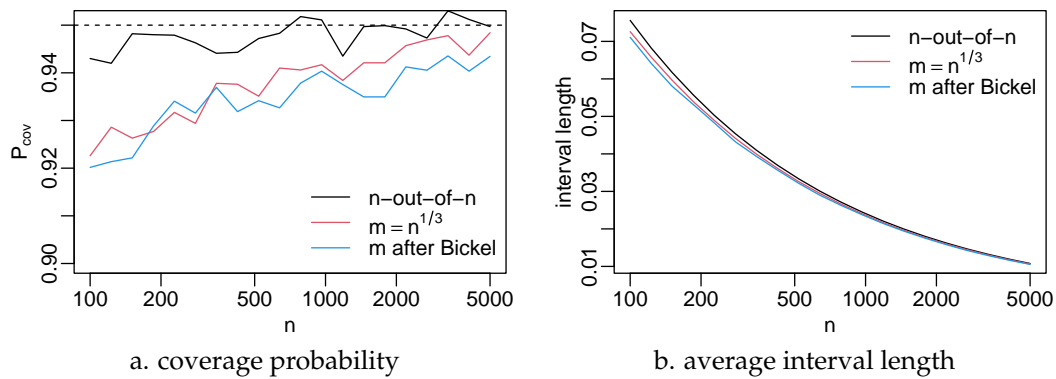 P_cov
0.90
0.92
0.94
n-out-of-n
m = n^1/3
m after Bickel
100
200
500
1000
2000
5000
n
a. coverage probability
interval length
0.01
0.03
0.05
0.07
n-out-of-n
m = n^1/3
m after Bickel
100
200
500
1000
2000
5000
n
b. average interval length